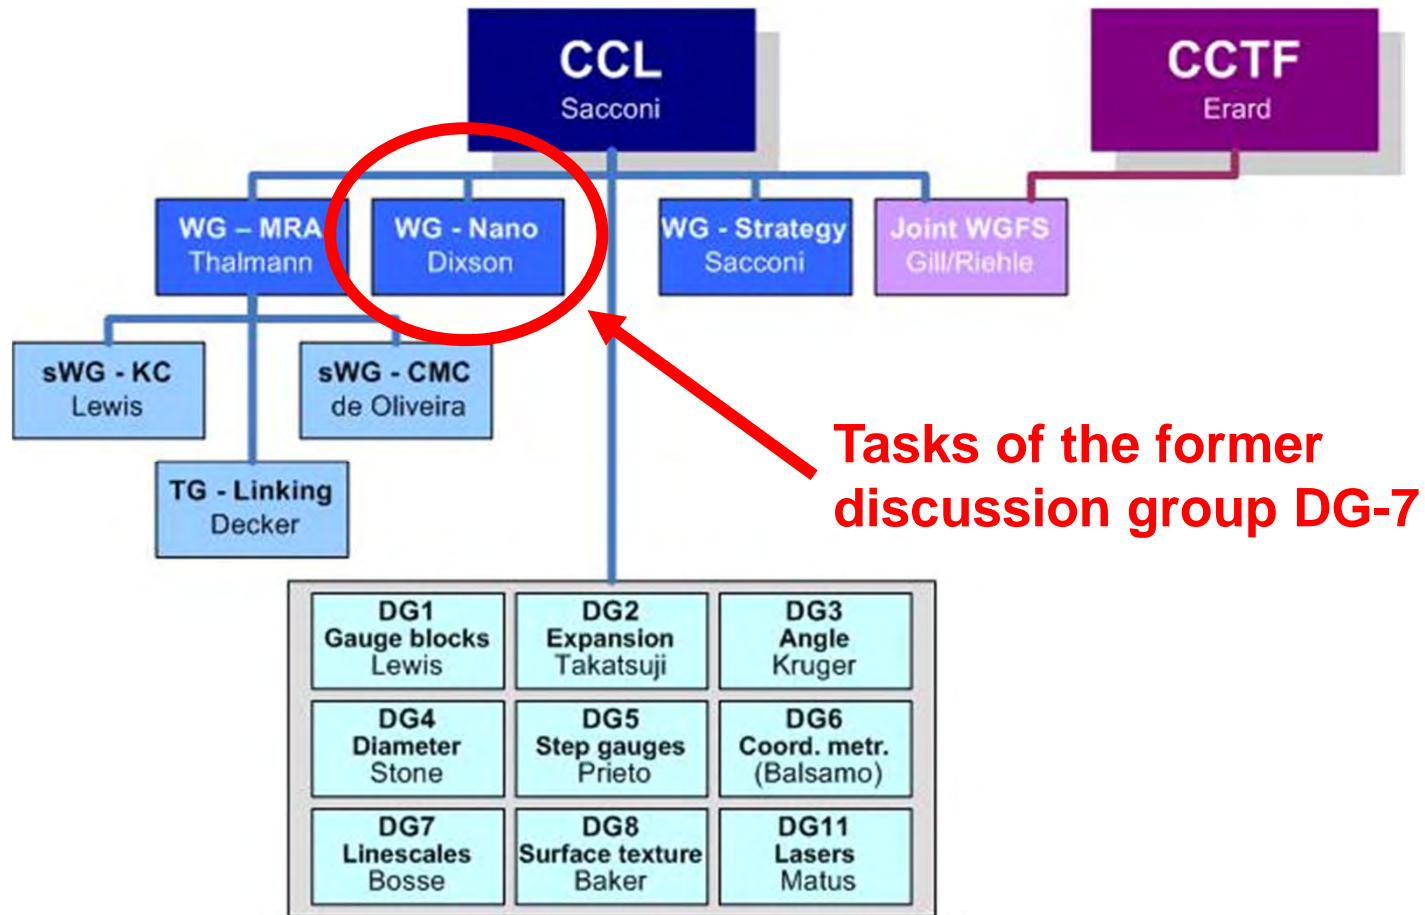 CCL
Sacconi
CCTF
Erard
WG – MRA
Thalmann
WG - Nano
Dixson
WG - Strategy
Sacconi
Joint WGFS
Gill/Riehle
sWG - KC
Lewis
sWG - CMC
de Oliveira
TG - Linking
Decker
Tasks of the former
discussion group DG-7
DG1
Gauge blocks
Lewis
DG2
Expansion
Takatsuji
DG3
Angle
Kruger
DG4
Diameter
Stone
DG5
Step gauges
Prieto
DG6
Coord. metr.
(Balsamo)
DG7
Linescales
Bosse
DG8
Surface texture
Baker
DG11
Lasers
Matus